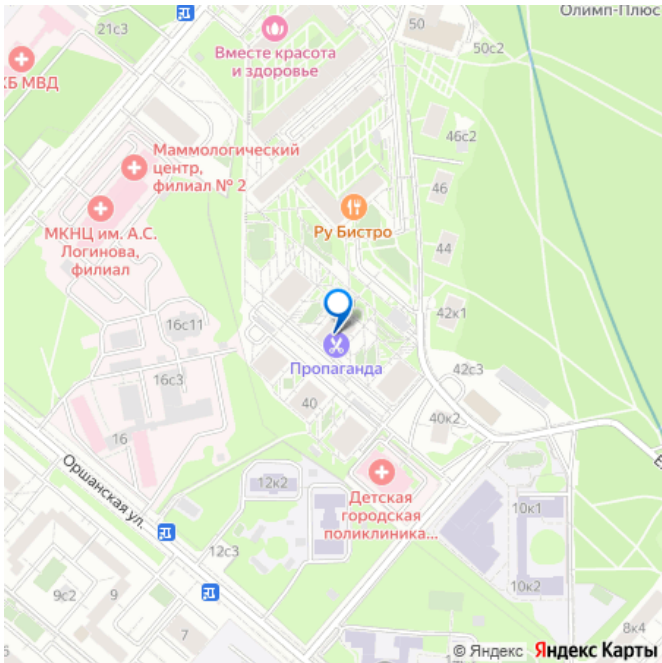 Олимп-Плюс
50
21с3
50с2
Вместе красота
и здоровье
КБ МВД
46с2
Маммологический
центр,
филиал № 2
46
МКНЦ им. А.С.
Логинова,
филиал
Ру Бистро
44
42к1
16с11
Пропаганда
42с3
16с3
40
40к2
16
Оршанская ул.
12к2
Детская
городская
поликлиника...
10к1
12с3
10к2
9с2
9
7
8к4
© Яндекс Яндекс Карты